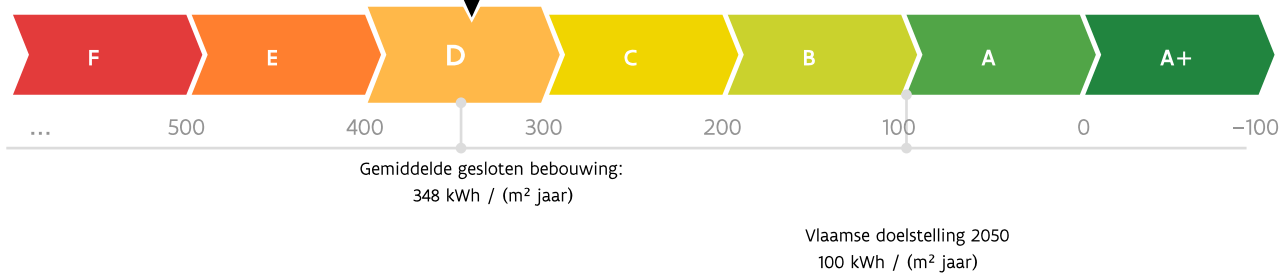 F E D C B A A+
... 500 400 300 200 100 0 –100
Gemiddelde gesloten bebouwing:
348 kWh / (m² jaar)
Vlaamse doelstelling 2050
100 kWh / (m² jaar)